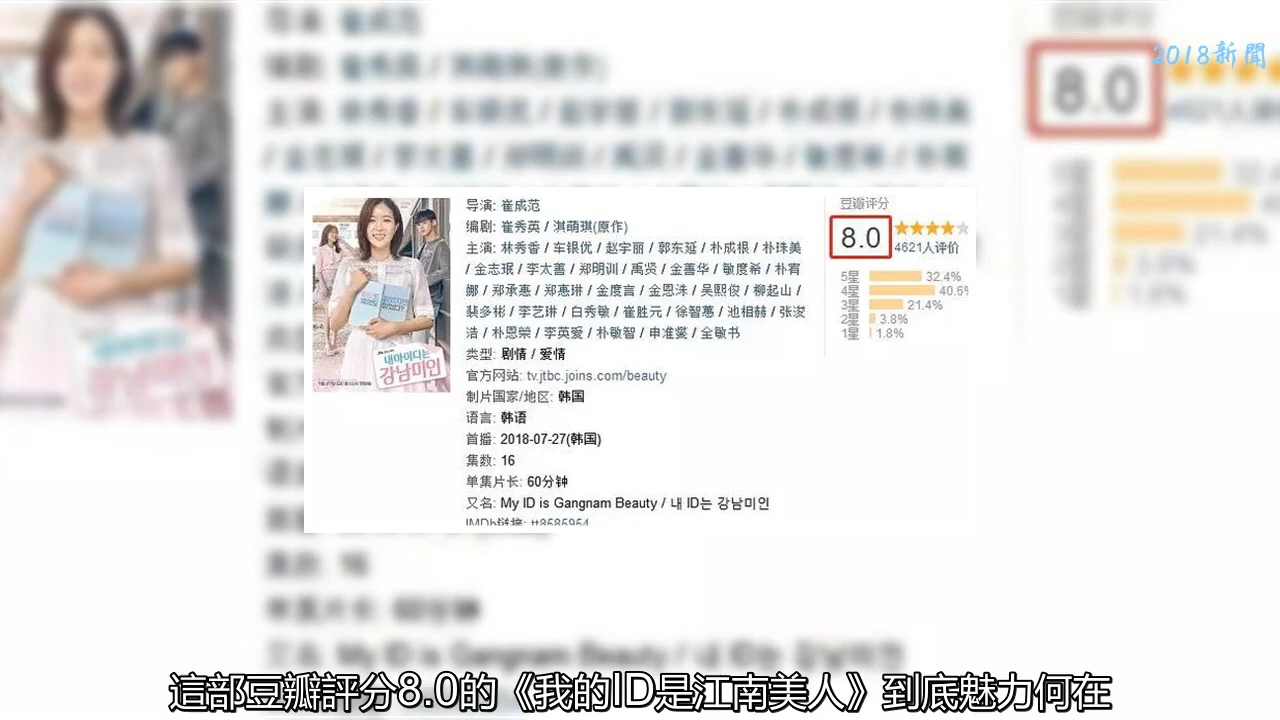 2018新聞
导演: 崔成范
编剧: 崔秀英 / 淇萌琪(原作)
主演: 林秀香 / 车银优 / 赵宇丽 / 郭东延 / 朴成根 / 朴珠美
/ 金志珉 / 李太善 / 郑明训 / 禹贤 / 金善华 / 敏度希 / 朴宥
娜 / 郑承惠 / 郑惠琳 / 金度言 / 金恩洙 / 吴熙俊 / 柳起山 /
裴多彬 / 李艺琳 / 白秀敏 / 崔胜元 / 徐智蕙 / 池相赫 / 张浚
浩 / 朴恩荣 / 李英爱 / 朴敏智 / 申准燮 / 全敏书
类型: 剧情 / 爱情
官方网站: tv.jtbc.joins.com/beauty
制片国家/地区: 韩国
语言: 韩语
首播: 2018-07-27(韩国)
集数: 16
单集片长: 60分钟
又名: My ID is Gangnam Beauty / 내 ID는 강남미인
IMDb链接: tt8585954
豆瓣评分
8.0
4621人评价
5星 32.4%
4星 40.6%
3星 21.4%
2星 3.8%
1星 1.8%
내 아이디는
강남미인
這部豆瓣評分8.0的《我的ID是江南美人》到底魅力何在